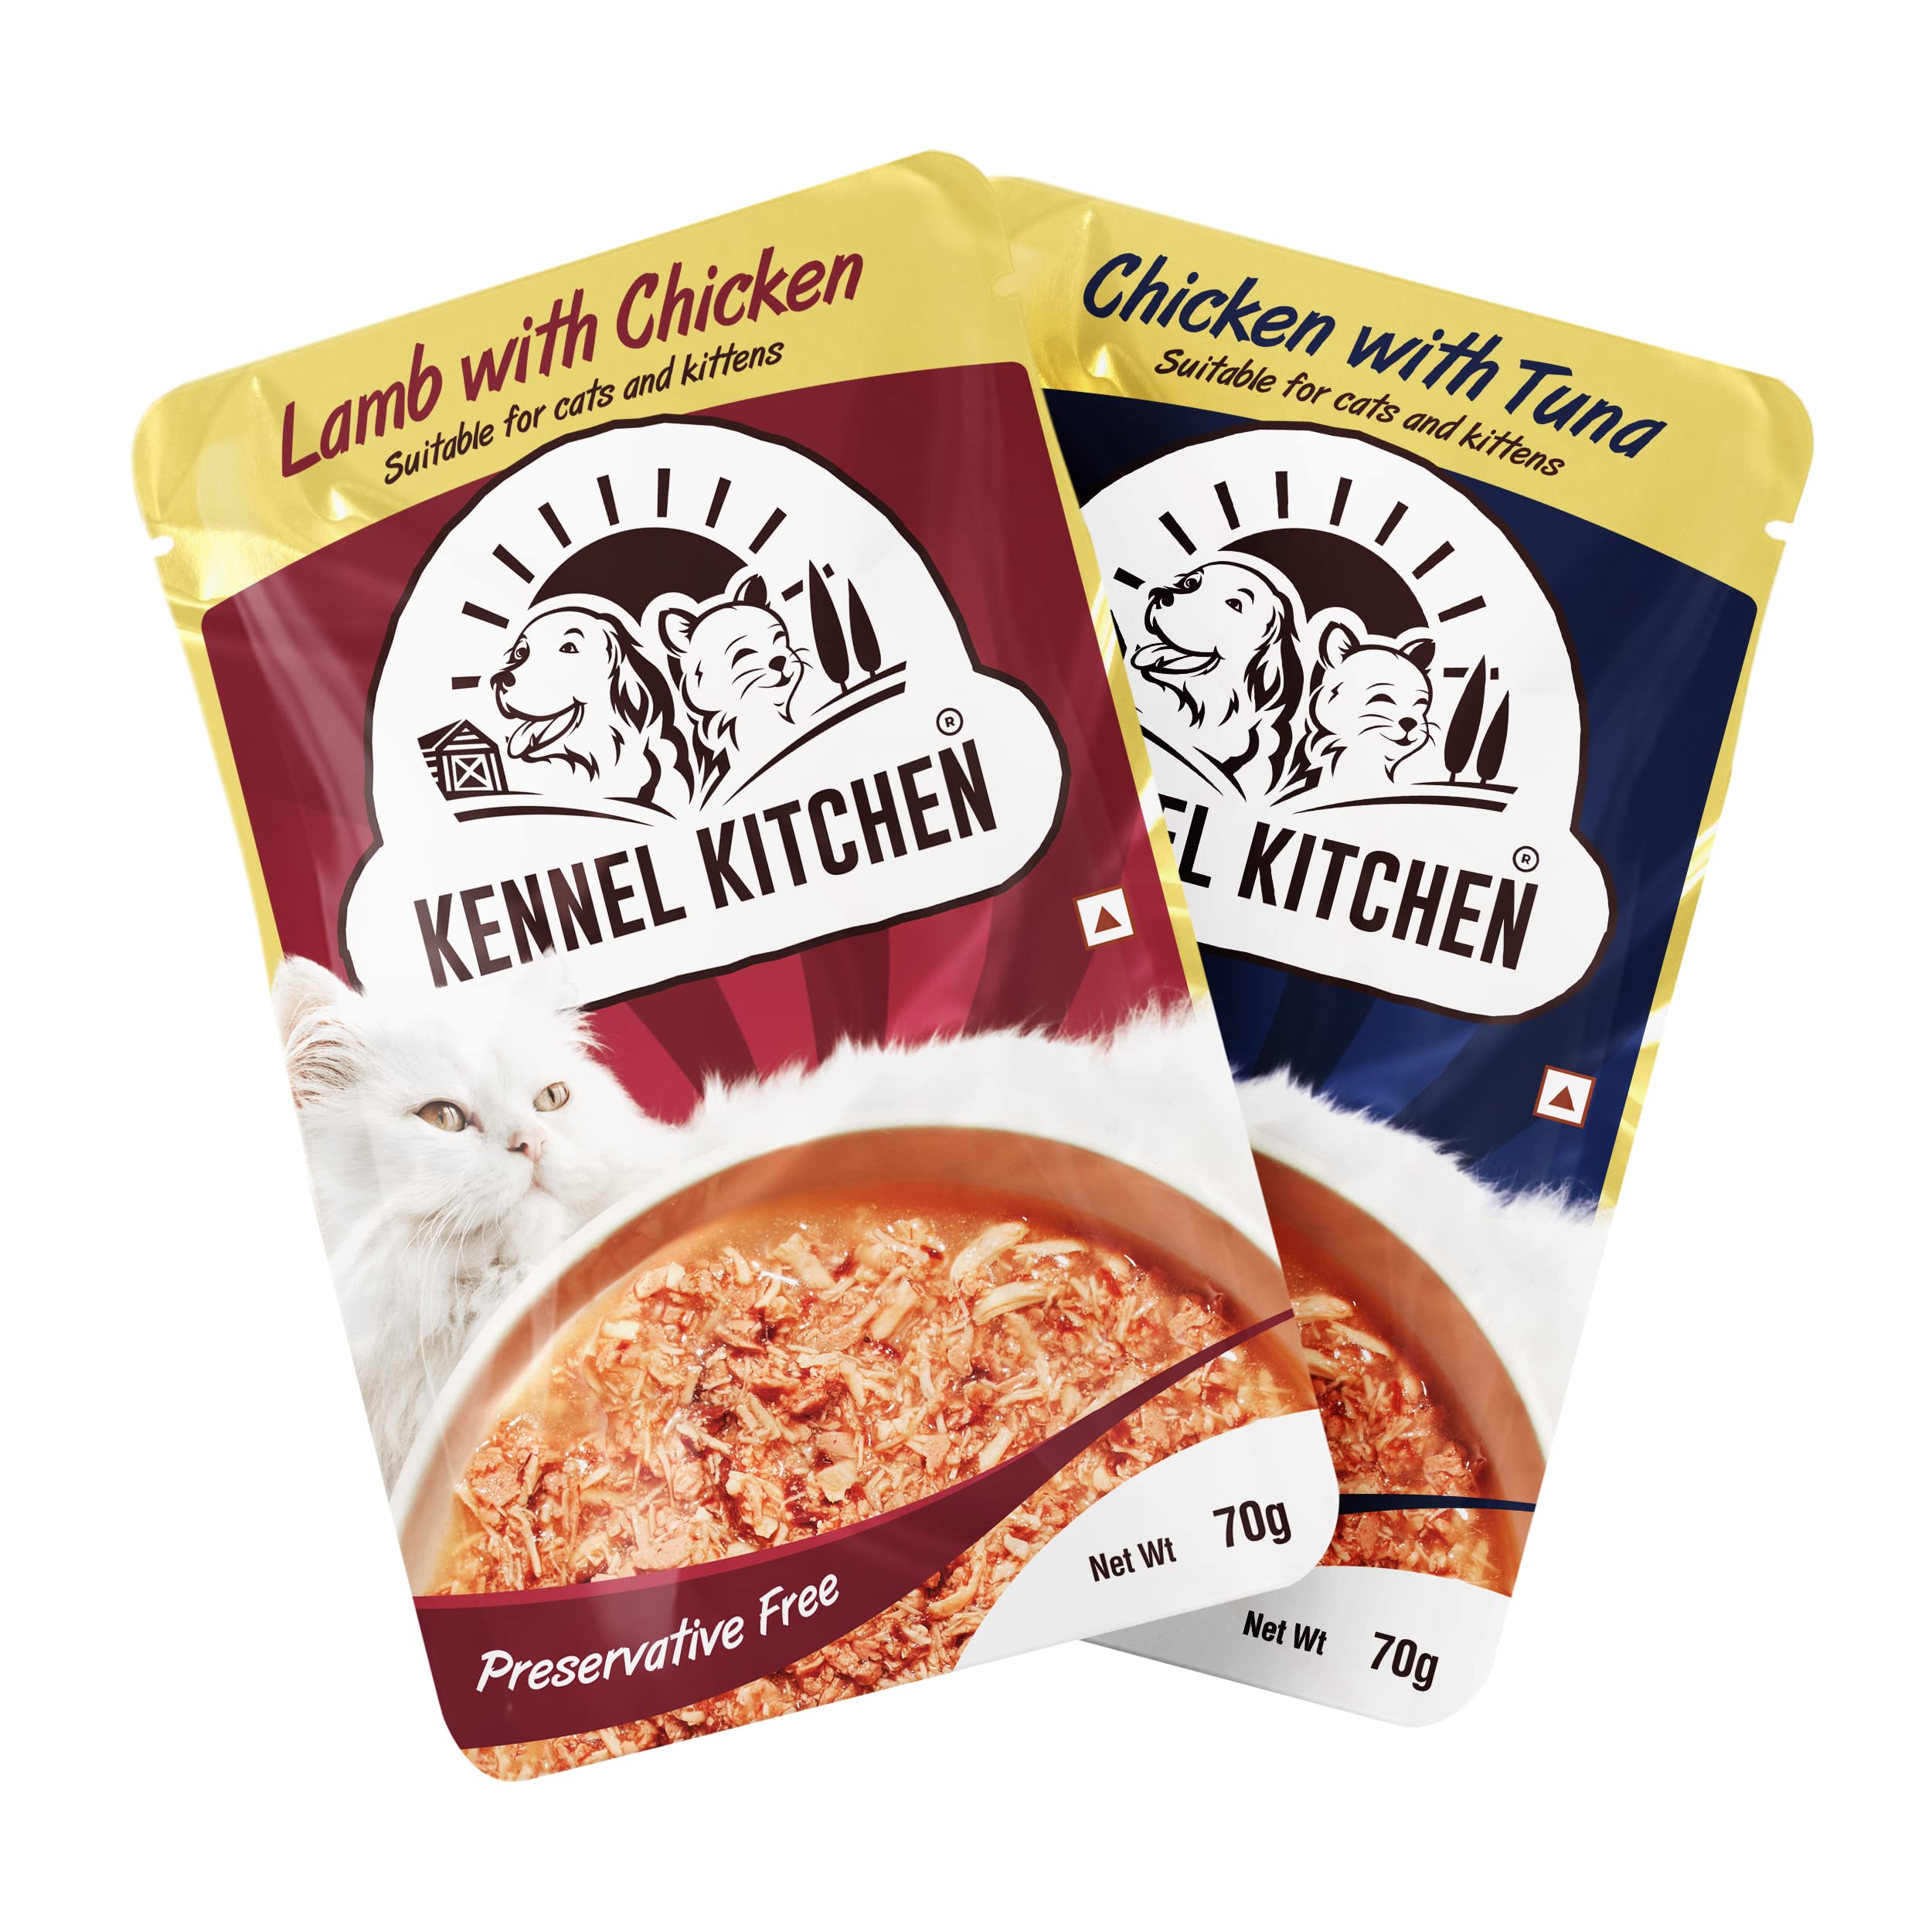 Lamb with Chicken
Suitable for cats and kittens
KENNEL KITCHEN
®
Preservative Free
Net Wt 70g
Chicken with Tuna
Suitable for cats and kittens
KITCHEN
®
Net Wt 70g